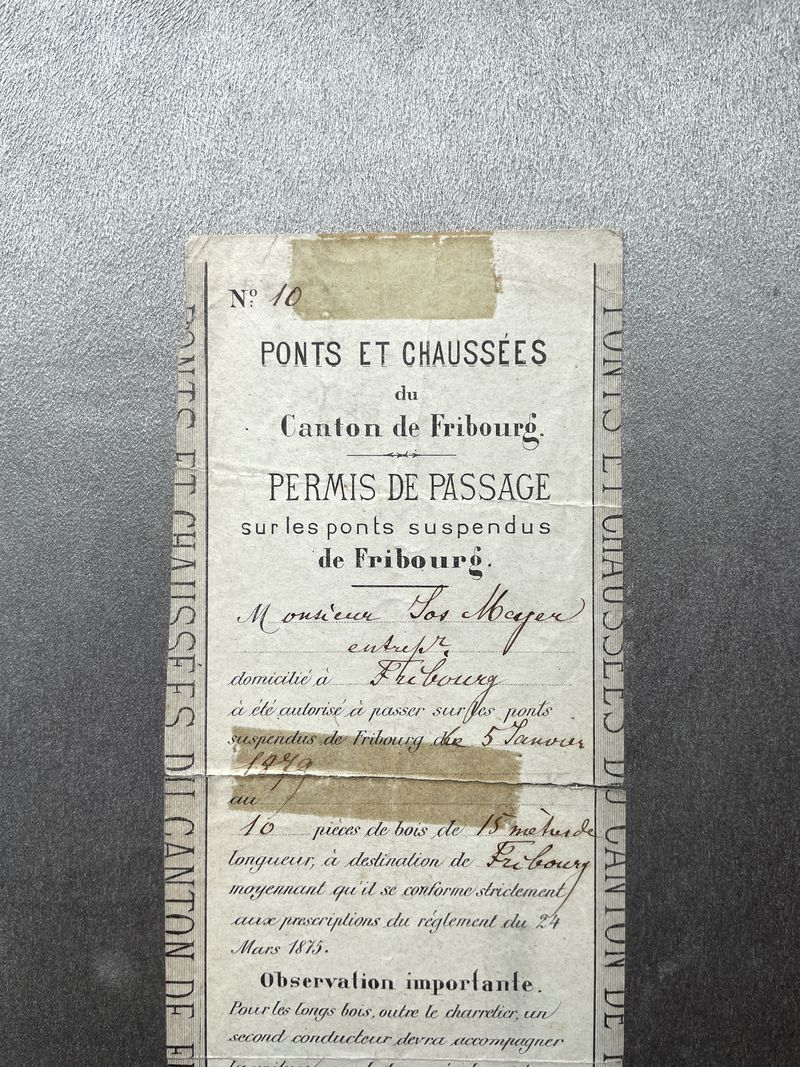 Nº 10
PONTS ET CHAUSSÉES
du
Canton de Fribourg.
PERMIS DE PASSAGE
sur les ponts suspendus
de Fribourg.
Monsieur Jos Meyer
entrepr.
domicilié à Fribourg
à été autorisé à passer sur les ponts
suspendus de Fribourg de 5 Janvier
1879
au
10 pièces de bois de 15 mètres de
longueur, à destination de Fribourg
moyennant qu'il se conforme strictement
aux prescriptions du réglement du 24
Mars 1875.
Observation importante.
Pour les longs bois, outre le charretier, un
second conducteur devra accompagner
PONTS ET CHAUSSÉES DU CANTON DE F
PONTS ET CHAUSSÉES DU CANTON DE F